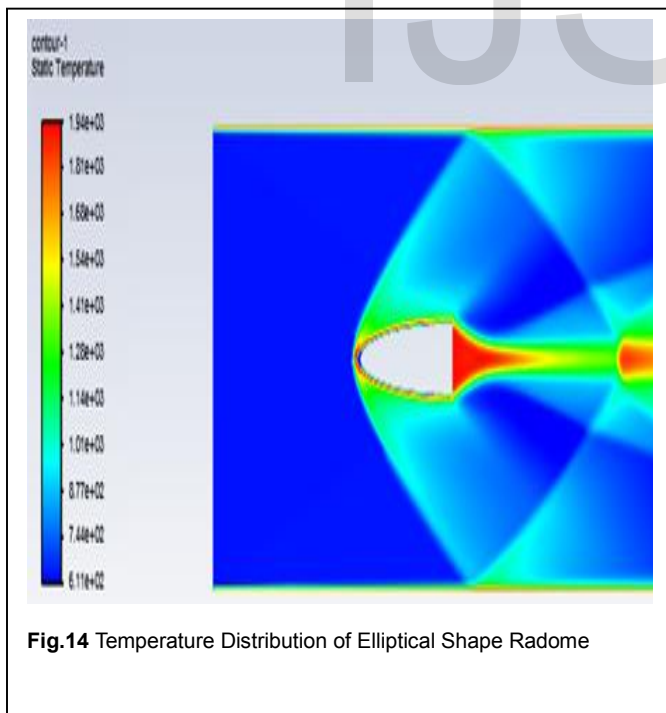 IJS
contour-1
Static Temperature
1.94e+03
1.81e+03
1.68e+03
1.54e+03
1.41e+03
1.28e+03
1.14e+03
1.01e+03
8.77e+02
7.44e+02
6.11e+02
Fig.14 Temperature Distribution of Elliptical Shape Radome